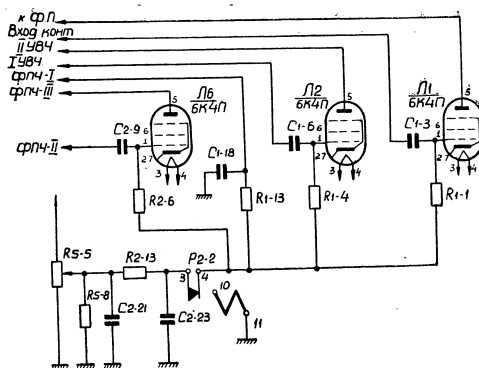 к ф.П.
Вход конт
II УВЧ
I УВЧ
ФПЧ-I
ФПЧ-III
ФПЧ-II
5
Л6
6К4П
C2-9
6
1
2 7
3
4
R2-6
C1-18
R1-13
5
Л2
6К4П
C1-6
6
1
2 7
3
4
R1-4
5
Л1
6К4П
C1-3
6
1
2 7
3
4
R1-1
R5-5
R5-8
C2-21
R2-13
C2-23
P2-2
3
4
10
11